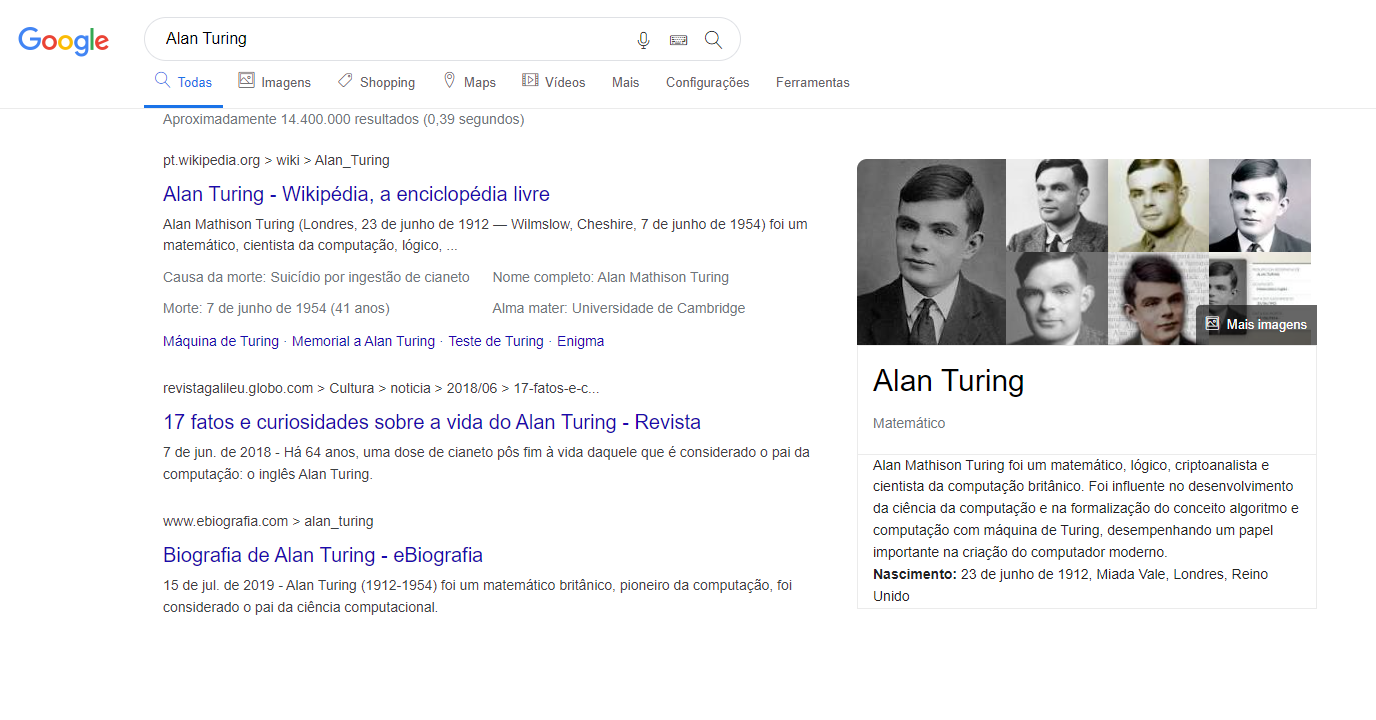 Google
Alan Turing
Todas
Imagens
Shopping
Maps
Vídeos
Mais
Configurações
Ferramentas
Aproximadamente 14.400.000 resultados (0,39 segundos)
pt.wikipedia.org > wiki > Alan_Turing
Alan Turing - Wikipédia, a enciclopédia livre
Alan Mathison Turing (Londres, 23 de junho de 1912 — Wilmslow, Cheshire, 7 de junho de 1954) foi um
matemático, cientista da computação, lógico, ...
Causa da morte: Suicídio por ingestão de cianeto
Nome completo: Alan Mathison Turing
Morte: 7 de junho de 1954 (41 anos)
Alma mater: Universidade de Cambridge
Máquina de Turing · Memorial a Alan Turing · Teste de Turing · Enigma
revistagalileu.globo.com > Cultura > noticia > 2018/06 > 17-fatos-e-c...
17 fatos e curiosidades sobre a vida do Alan Turing - Revista
7 de jun. de 2018 - Há 64 anos, uma dose de cianeto pôs fim à vida daquele que é considerado o pai da
computação: o inglês Alan Turing.
www.ebiografia.com > alan_turing
Biografia de Alan Turing - eBiografia
15 de jul. de 2019 - Alan Turing (1912-1954) foi um matemático britânico, pioneiro da computação, foi
considerado o pai da ciência computacional.
Mais imagens
Alan Turing
Matemático
Alan Mathison Turing foi um matemático, lógico, criptoanalista e
cientista da computação britânico. Foi influente no desenvolvimento
da ciência da computação e na formalização do conceito algoritmo e
computação com máquina de Turing, desempenhando um papel
importante na criação do computador moderno.
Nascimento: 23 de junho de 1912, Miada Vale, Londres, Reino
Unido